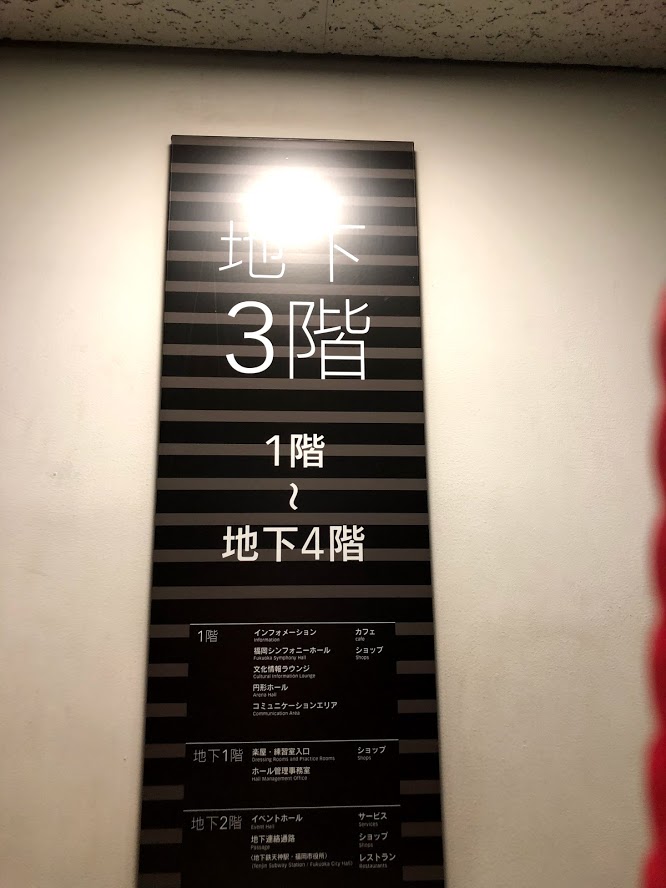 地下
3階
1階
～
地下4階
1階 インフォメーション カフェ
Information Cafe
福岡シンフォニーホール ショップ
Fukuoka Symphony Hall Shops
文化情報ラウンジ
Cultural Information Lounge
円形ホール
Round Hall
コミュニケーションエリア
Communication Area
地下1階 楽屋・練習室入口 ショップ
Dressing Rooms and Practice Rooms Shops
ホール管理事務室
Hall Management Office
地下2階 イベントホール サービス
Event Hall Services
地下連絡通路 ショップ
Passage Shops
(地下鉄天神駅・福岡市役所) レストラン
(Tenjin Subway Station / Fukuoka City Hall) Restaurants